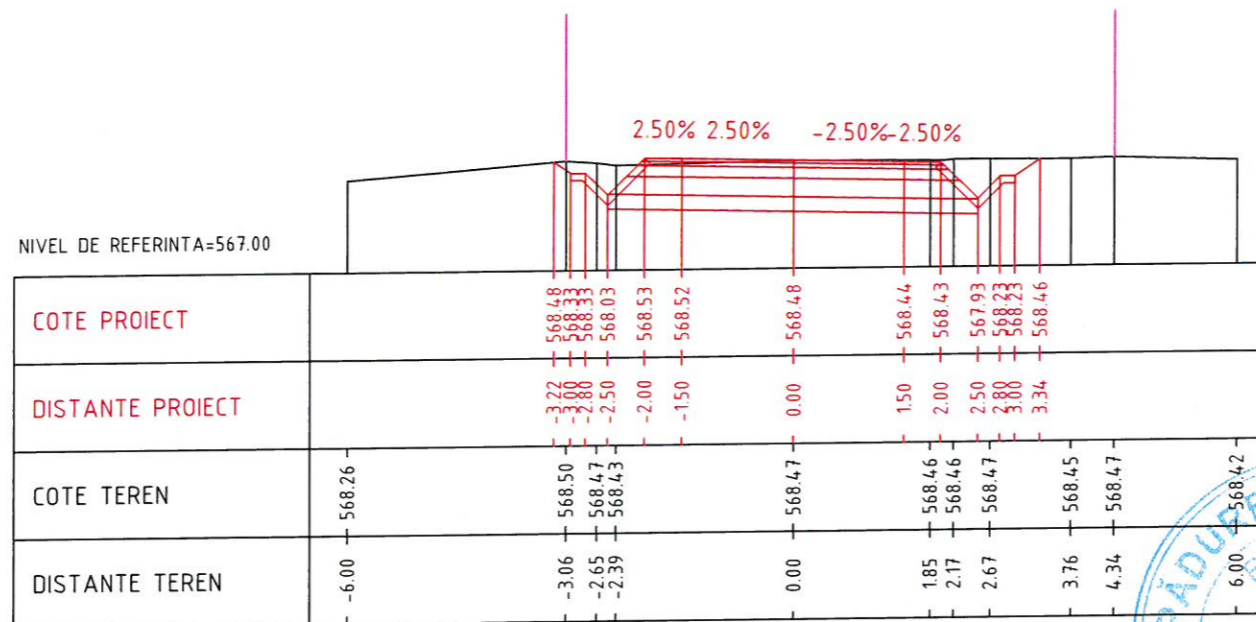 2.50% 2.50% -2.50% -2.50%
NIVEL DE REFERINTA=567.00
COTE PROIECT 568.48 568.33 568.33 568.03 568.53 568.52 568.48 568.44 568.43 567.93 568.23 568.23 568.46
DISTANTE PROIECT -3.22 -3.00 -2.80 -2.50 -2.00 -1.50 0.00 1.50 2.00 2.50 2.80 3.00 3.34
COTE TEREN 568.26 568.50 568.47 568.43 568.47 568.46 568.46 568.47 568.45 568.47 568.42
DISTANTE TEREN -6.00 -3.06 -2.65 -2.39 0.00 1.85 2.17 2.67 3.76 4.34 6.00